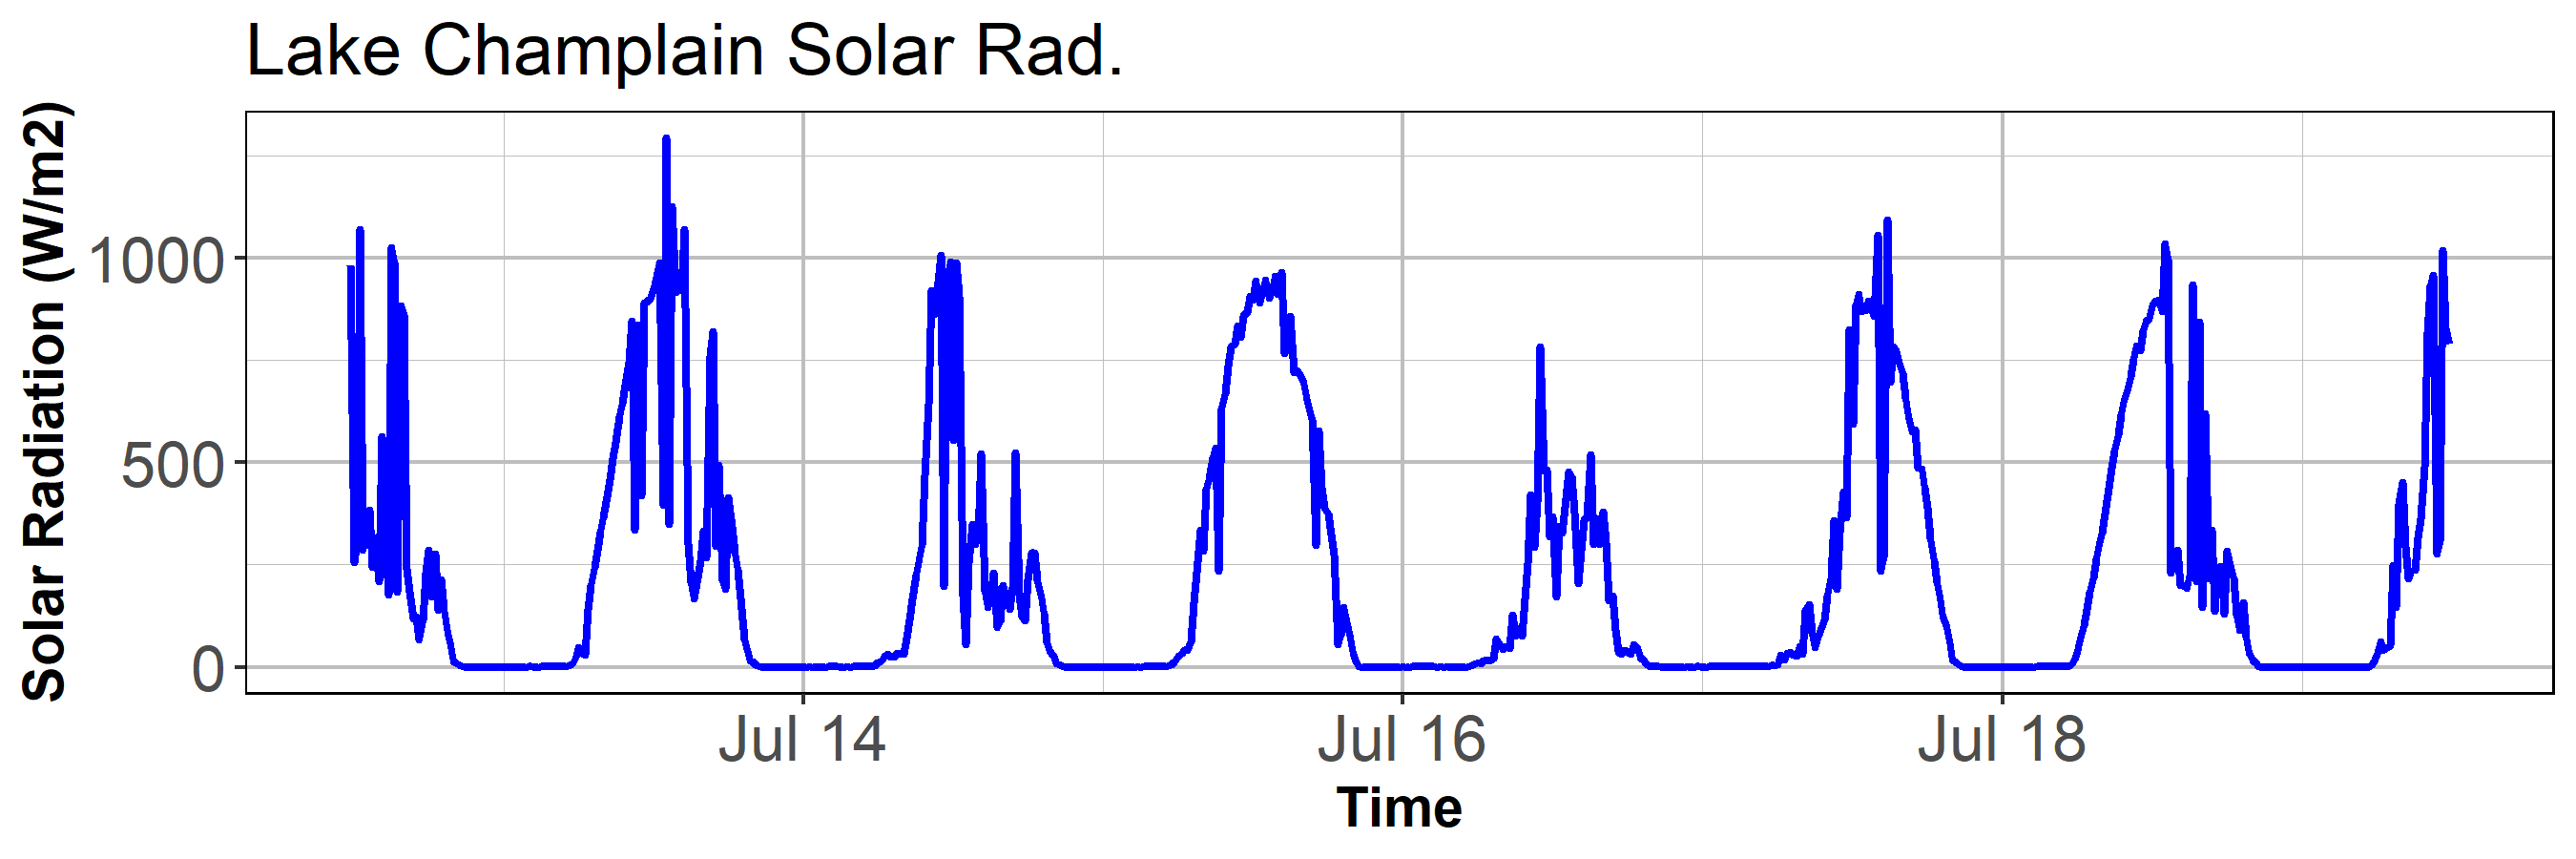 Lake Champlain Solar Rad.
Solar Radiation (W/m2)
1000
500
0
Jul 14
Jul 16
Jul 18
Time